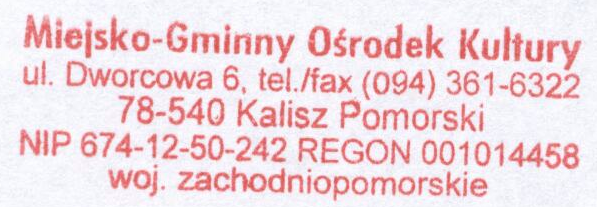 Miejsko-Gminny Ośrodek Kultury
ul. Dworcowa 6, tel./fax (094) 361-6322
78-540 Kalisz Pomorski
NIP 674-12-50-242 REGON 001014458
woj. zachodniopomorskie